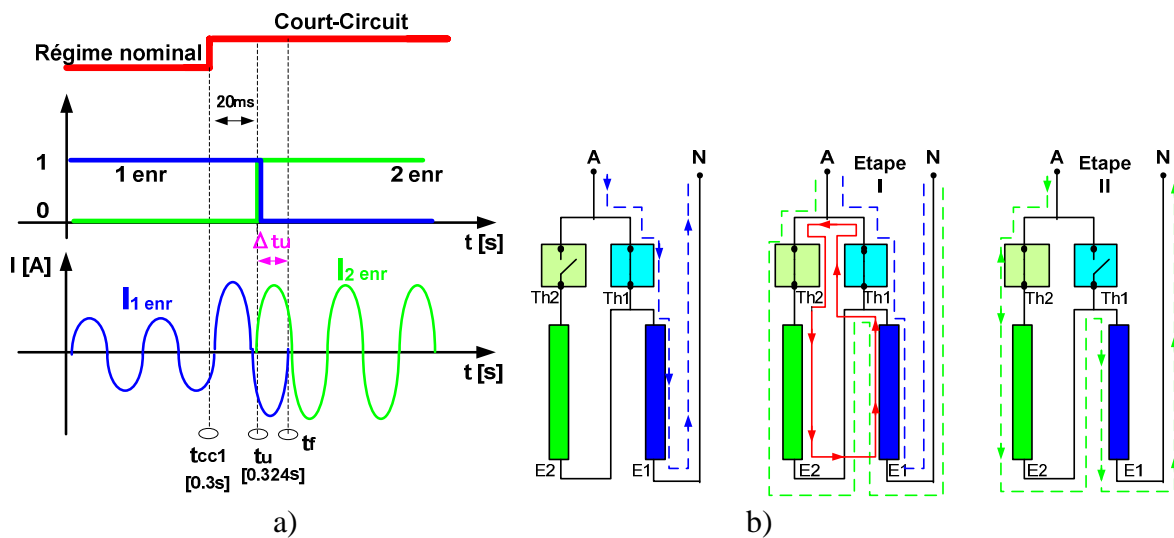 Court-Circuit
Régime nominal
20ms
1
1 enr
2 enr
0
t [s]
Δ tu
I [A]
I1 enr
I2 enr
t [s]
tcc1
[0.3s]
tu
[0.324s]
tf
a)
A
N
Th2
Th1
E2
E1
A
Etape
I
N
Th2
Th1
E2
E1
A
Etape
II
N
Th2
Th1
E2
E1
b)